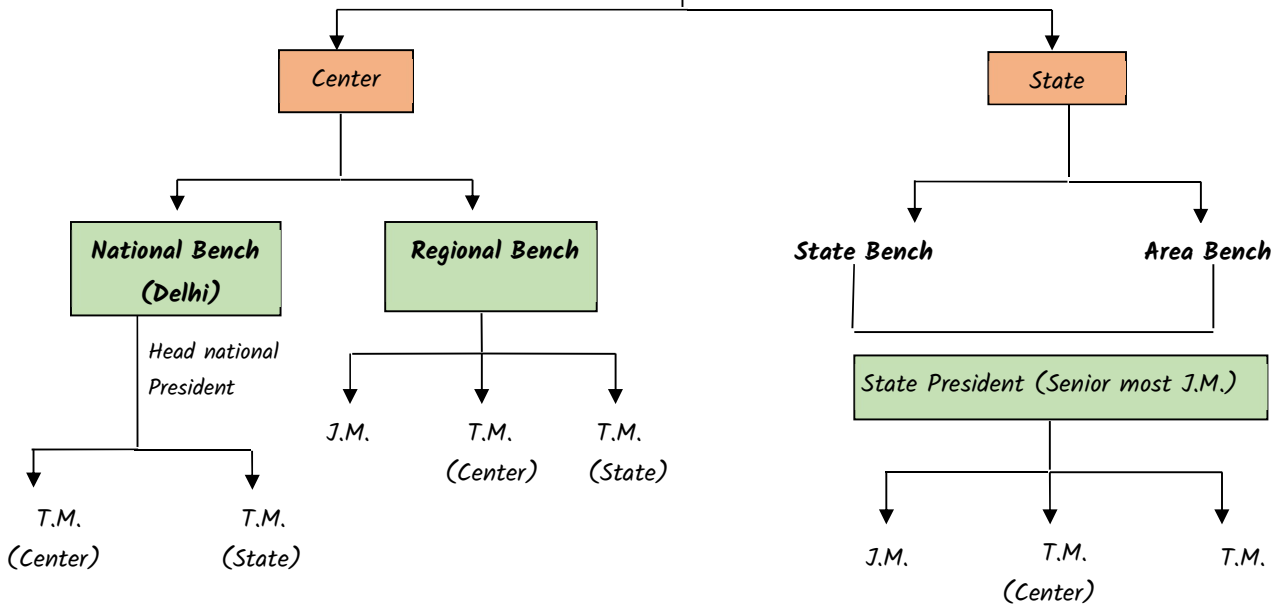 Center
State
National Bench
(Delhi)
Regional Bench
State Bench
Area Bench
Head national
President
State President (Senior most J.M.)
J.M.
T.M.
(Center)
T.M.
(State)
T.M.
(Center)
T.M.
(State)
J.M.
T.M.
(Center)
T.M.